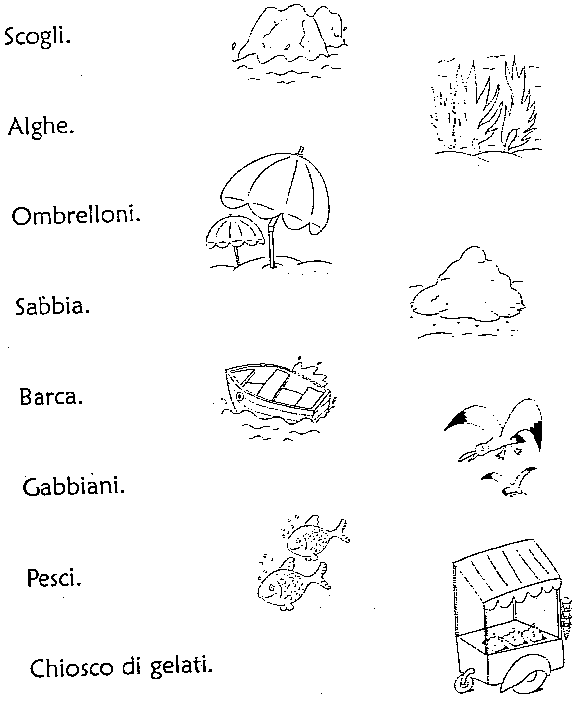 Scogli.
Alghe.
Ombrelloni.
Sabbia.
Barca.
Gabbiani.
Pesci.
Chiosco di gelati.